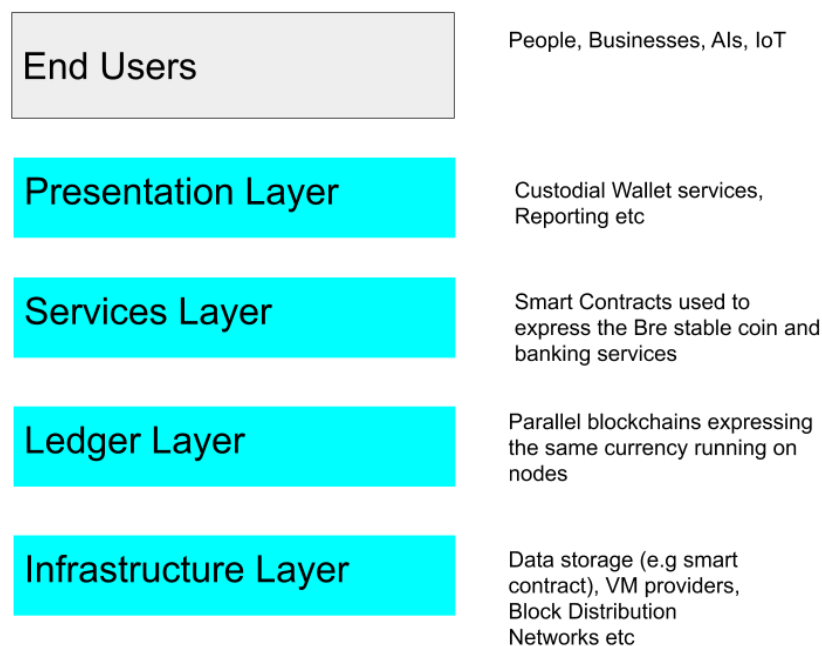 End Users
People, Businesses, AIs, IoT
Presentation Layer
Custodial Wallet services,
Reporting etc
Services Layer
Smart Contracts used to
express the Bre stable coin and
banking services
Ledger Layer
Parallel blockchains expressing
the same currency running on
nodes
Infrastructure Layer
Data storage (e.g smart
contract), VM providers,
Block Distribution
Networks etc